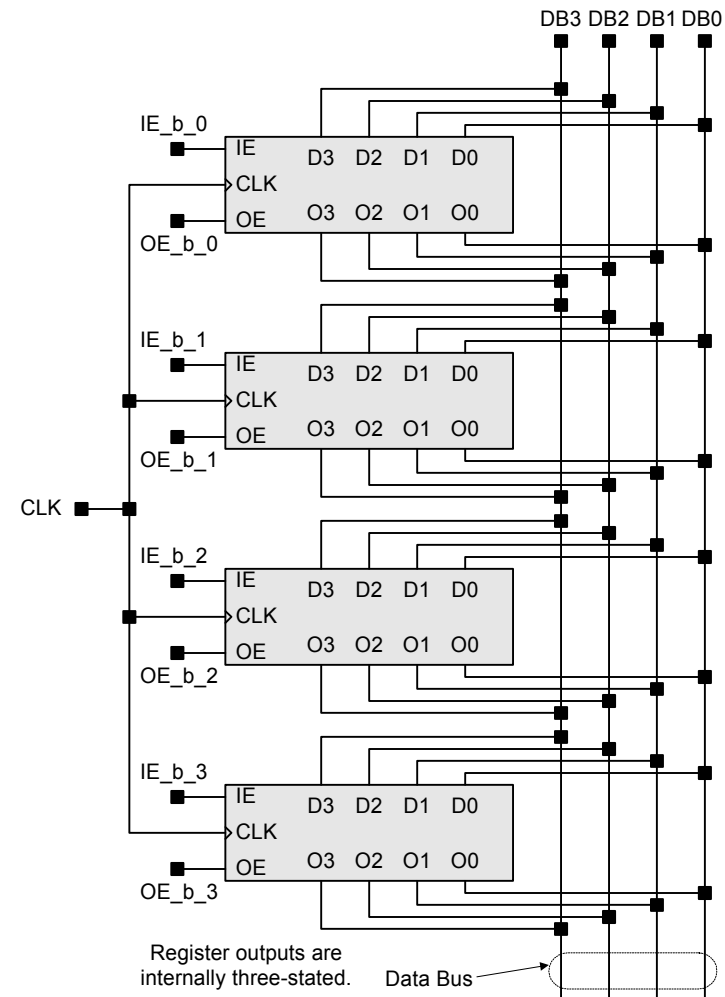 DB3 DB2 DB1 DB0
IE_b_0
IE D3 D2 D1 D0
CLK
OE O3 O2 O1 O0
OE_b_0
IE_b_1
IE D3 D2 D1 D0
CLK
OE O3 O2 O1 O0
OE_b_1
CLK
IE_b_2
IE D3 D2 D1 D0
CLK
OE O3 O2 O1 O0
OE_b_2
IE_b_3
IE D3 D2 D1 D0
CLK
OE O3 O2 O1 O0
OE_b_3
Register outputs are
internally three-stated.
Data Bus